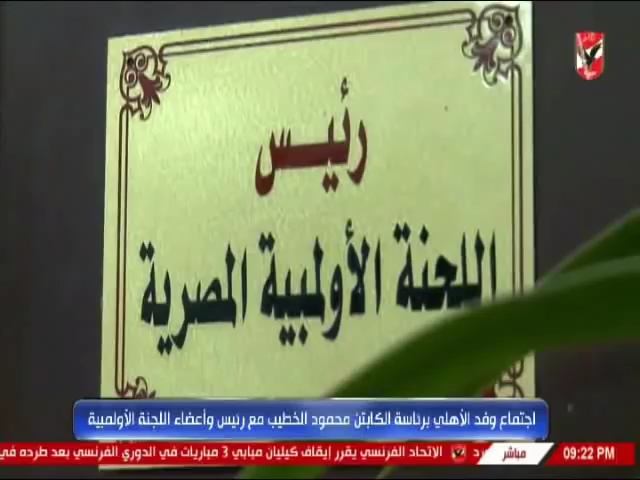 رئيس
اللجنة الأولمبية المصرية
اجتماع وفد الأهلي برئاسة الكابتن محمود الخطيب مع رئيس وأعضاء اللجنة الأولمبية
09:22 PM
مباشر
الاتحاد الفرنسي يقرر إيقاف كيليان مبابي 3 مباريات في الدوري الفرنسي بعد طرده في